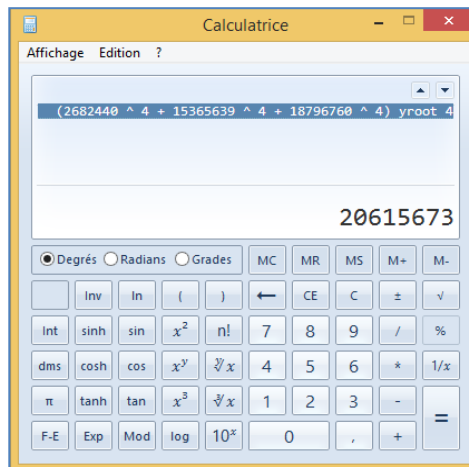 Calculatrice
Affichage Edition ?
(2682440 ^ 4 + 15365639 ^ 4 + 18796760 ^ 4) yroot 4
20615673
Degrés Radians Grades MC MR MS M+ M-
Inv ln ( ) ← CE C ± √
Int sinh sin x² n! 7 8 9 / %
dms cosh cos xʸ ʸ√x 4 5 6 * 1/x
π tanh tan x³ ³√x 1 2 3 - =
F-E Exp Mod log 10ˣ 0 , +